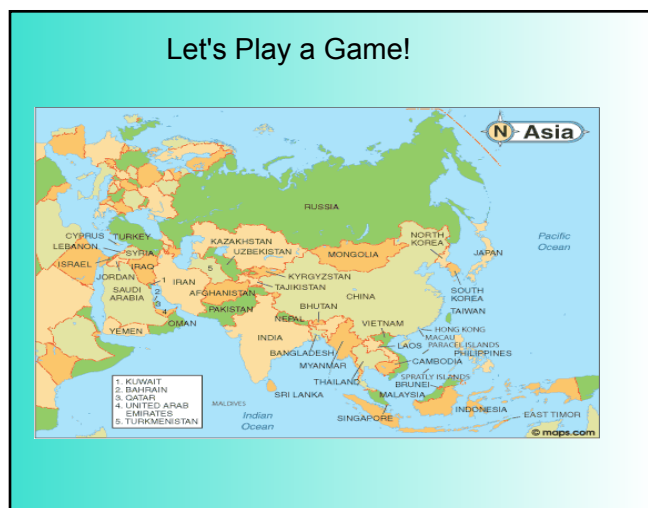 Let's Play a Game!
N Asia
RUSSIA
CYPRUS TURKEY
LEBANON
SYRIA
ISRAEL
IRAQ
JORDAN
SAUDI
ARABIA
YEMEN
OMAN
1
2
3
4
5
IRAN
KAZAKHSTAN
UZBEKISTAN
KYRGYZSTAN
TAJIKISTAN
AFGHANISTAN
PAKISTAN
MONGOLIA
CHINA
NORTH
KOREA
JAPAN
SOUTH
KOREA
TAIWAN
Pacific
Ocean
NEPAL
BHUTAN
INDIA
BANGLADESH
MYANMAR
VIETNAM
HONG KONG
MACAU
LAOS
PARACEL ISLANDS
PHILIPPINES
CAMBODIA
THAILAND
SPRATLY ISLANDS
BRUNEI
MALAYSIA
SINGAPORE
INDONESIA
EAST TIMOR
SRI LANKA
MALDIVES
Indian
Ocean
1. KUWAIT
2. BAHRAIN
3. QATAR
4. UNITED ARAB
EMIRATES
5. TURKMENISTAN
© maps.com